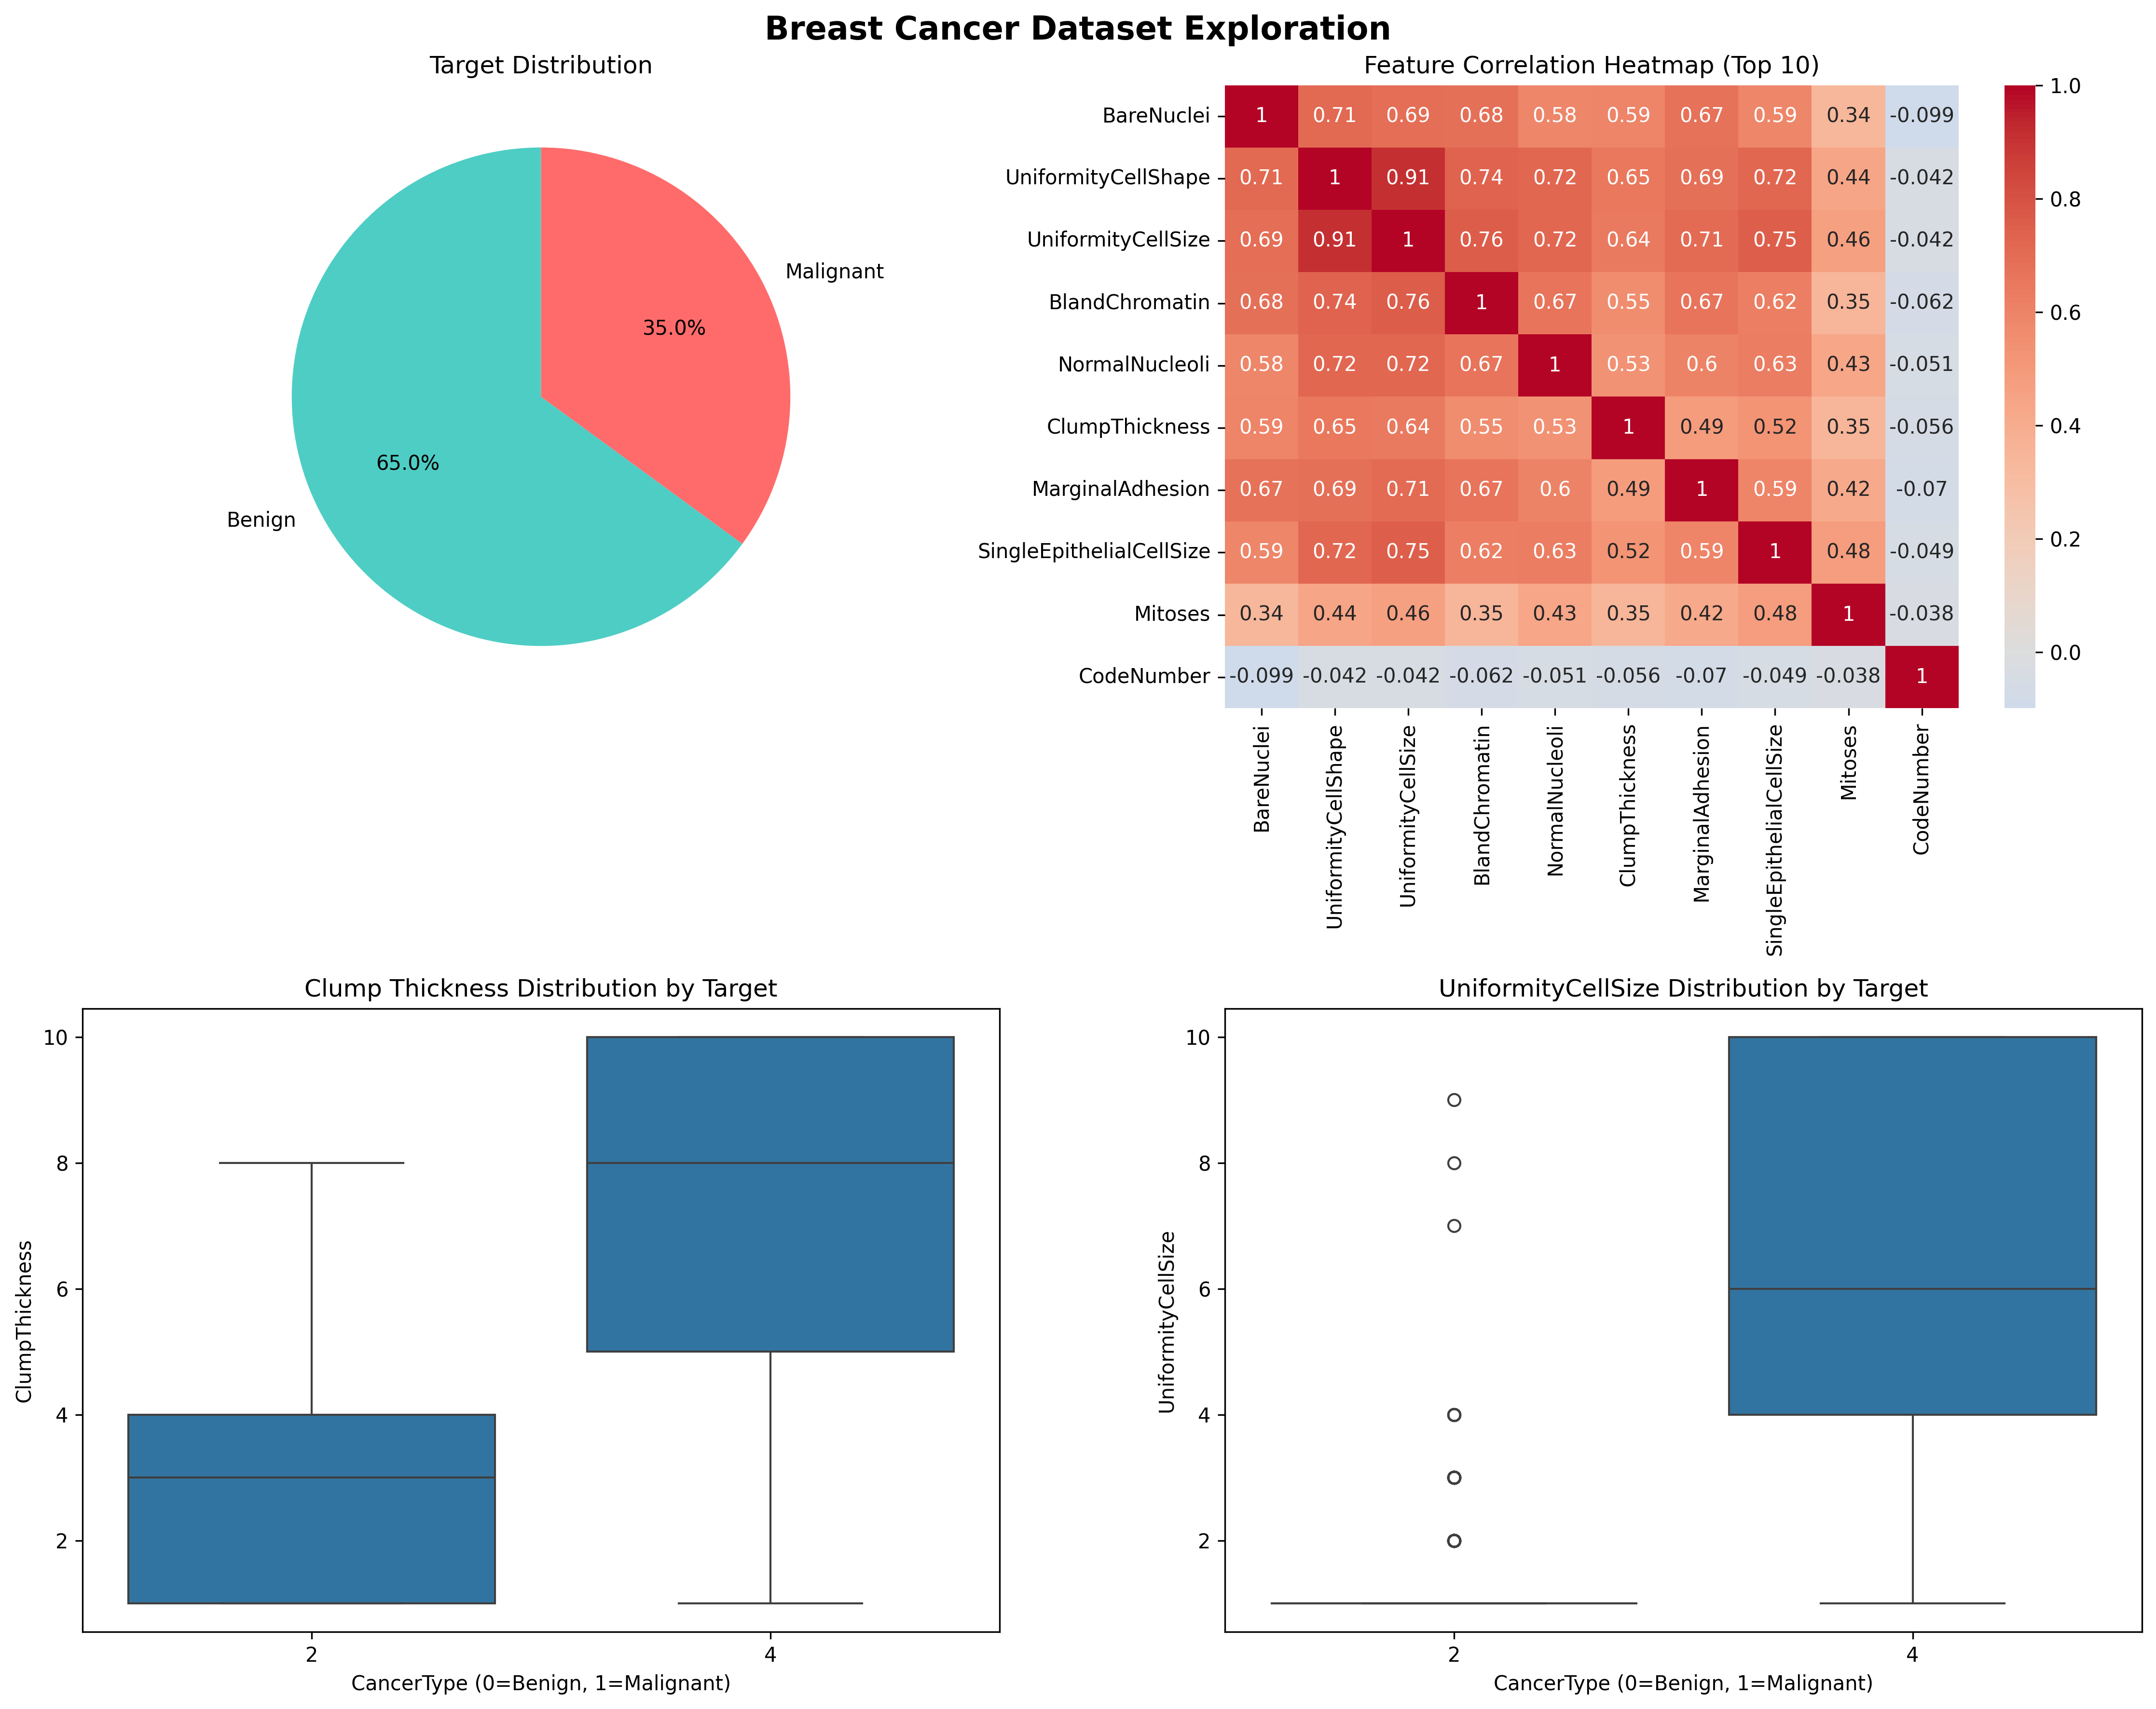 Breast Cancer Dataset Exploration
Target Distribution
Malignant
35.0%
65.0%
Benign
Feature Correlation Heatmap (Top 10)
BareNuclei 1 0.71 0.69 0.68 0.58 0.59 0.67 0.59 0.34 -0.099
UniformityCellShape 0.71 1 0.91 0.74 0.72 0.65 0.69 0.72 0.44 -0.042
UniformityCellSize 0.69 0.91 1 0.76 0.72 0.64 0.71 0.75 0.46 -0.042
BlandChromatin 0.68 0.74 0.76 1 0.67 0.55 0.67 0.62 0.35 -0.062
NormalNucleoli 0.58 0.72 0.72 0.67 1 0.53 0.6 0.63 0.43 -0.051
ClumpThickness 0.59 0.65 0.64 0.55 0.53 1 0.49 0.52 0.35 -0.056
MarginalAdhesion 0.67 0.69 0.71 0.67 0.6 0.49 1 0.59 0.42 -0.07
SingleEpithelialCellSize 0.59 0.72 0.75 0.62 0.63 0.52 0.59 1 0.48 -0.049
Mitoses 0.34 0.44 0.46 0.35 0.43 0.35 0.42 0.48 1 -0.038
CodeNumber -0.099 -0.042 -0.042 -0.062 -0.051 -0.056 -0.07 -0.049 -0.038 1
BareNuclei
UniformityCellShape
UniformityCellSize
BlandChromatin
NormalNucleoli
ClumpThickness
MarginalAdhesion
SingleEpithelialCellSize
Mitoses
CodeNumber
1.0
0.8
0.6
0.4
0.2
0.0
Clump Thickness Distribution by Target
ClumpThickness
10
8
6
4
2
2 4
CancerType (0=Benign, 1=Malignant)
UniformityCellSize Distribution by Target
UniformityCellSize
10
8
6
4
2
2 4
CancerType (0=Benign, 1=Malignant)